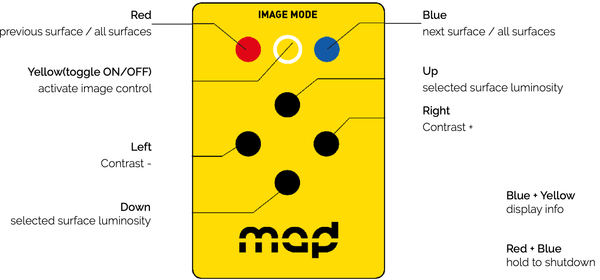 IMAGE MODE
Red
previous surface / all surfaces
Blue
next surface / all surfaces
Yellow(toggle ON/OFF)
activate image control
Up
selected surface luminosity
Right
Contrast +
Left
Contrast -
Down
selected surface luminosity
Blue + Yellow
display info
Red + Blue
hold to shutdown
map